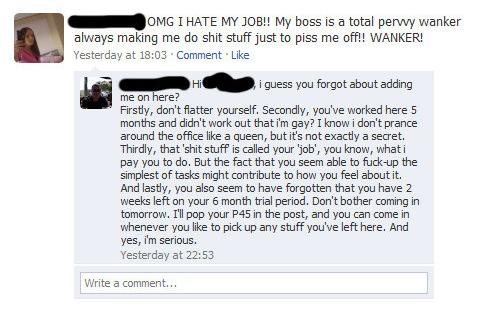 OMG I HATE MY JOB!! My boss is a total pervvy wanker
always making me do shit stuff just to piss me off!! WANKER!
Yesterday at 18:03 · Comment · Like
Hi , i guess you forgot about adding
me on here?
Firstly, don't flatter yourself. Secondly, you've worked here 5
months and didn't work out that i'm gay? I know i don't prance
around the office like a queen, but it's not exactly a secret.
Thirdly, that 'shit stuff' is called your 'job', you know, what i
pay you to do. But the fact that you seem able to fuck-up the
simplest of tasks might contribute to how you feel about it.
And lastly, you also seem to have forgotten that you have 2
weeks left on your 6 month trial period. Don't bother coming in
tomorrow. I'll pop your P45 in the post, and you can come in
whenever you like to pick up any stuff you've left here. And
yes, i'm serious.
Yesterday at 22:53
Write a comment...